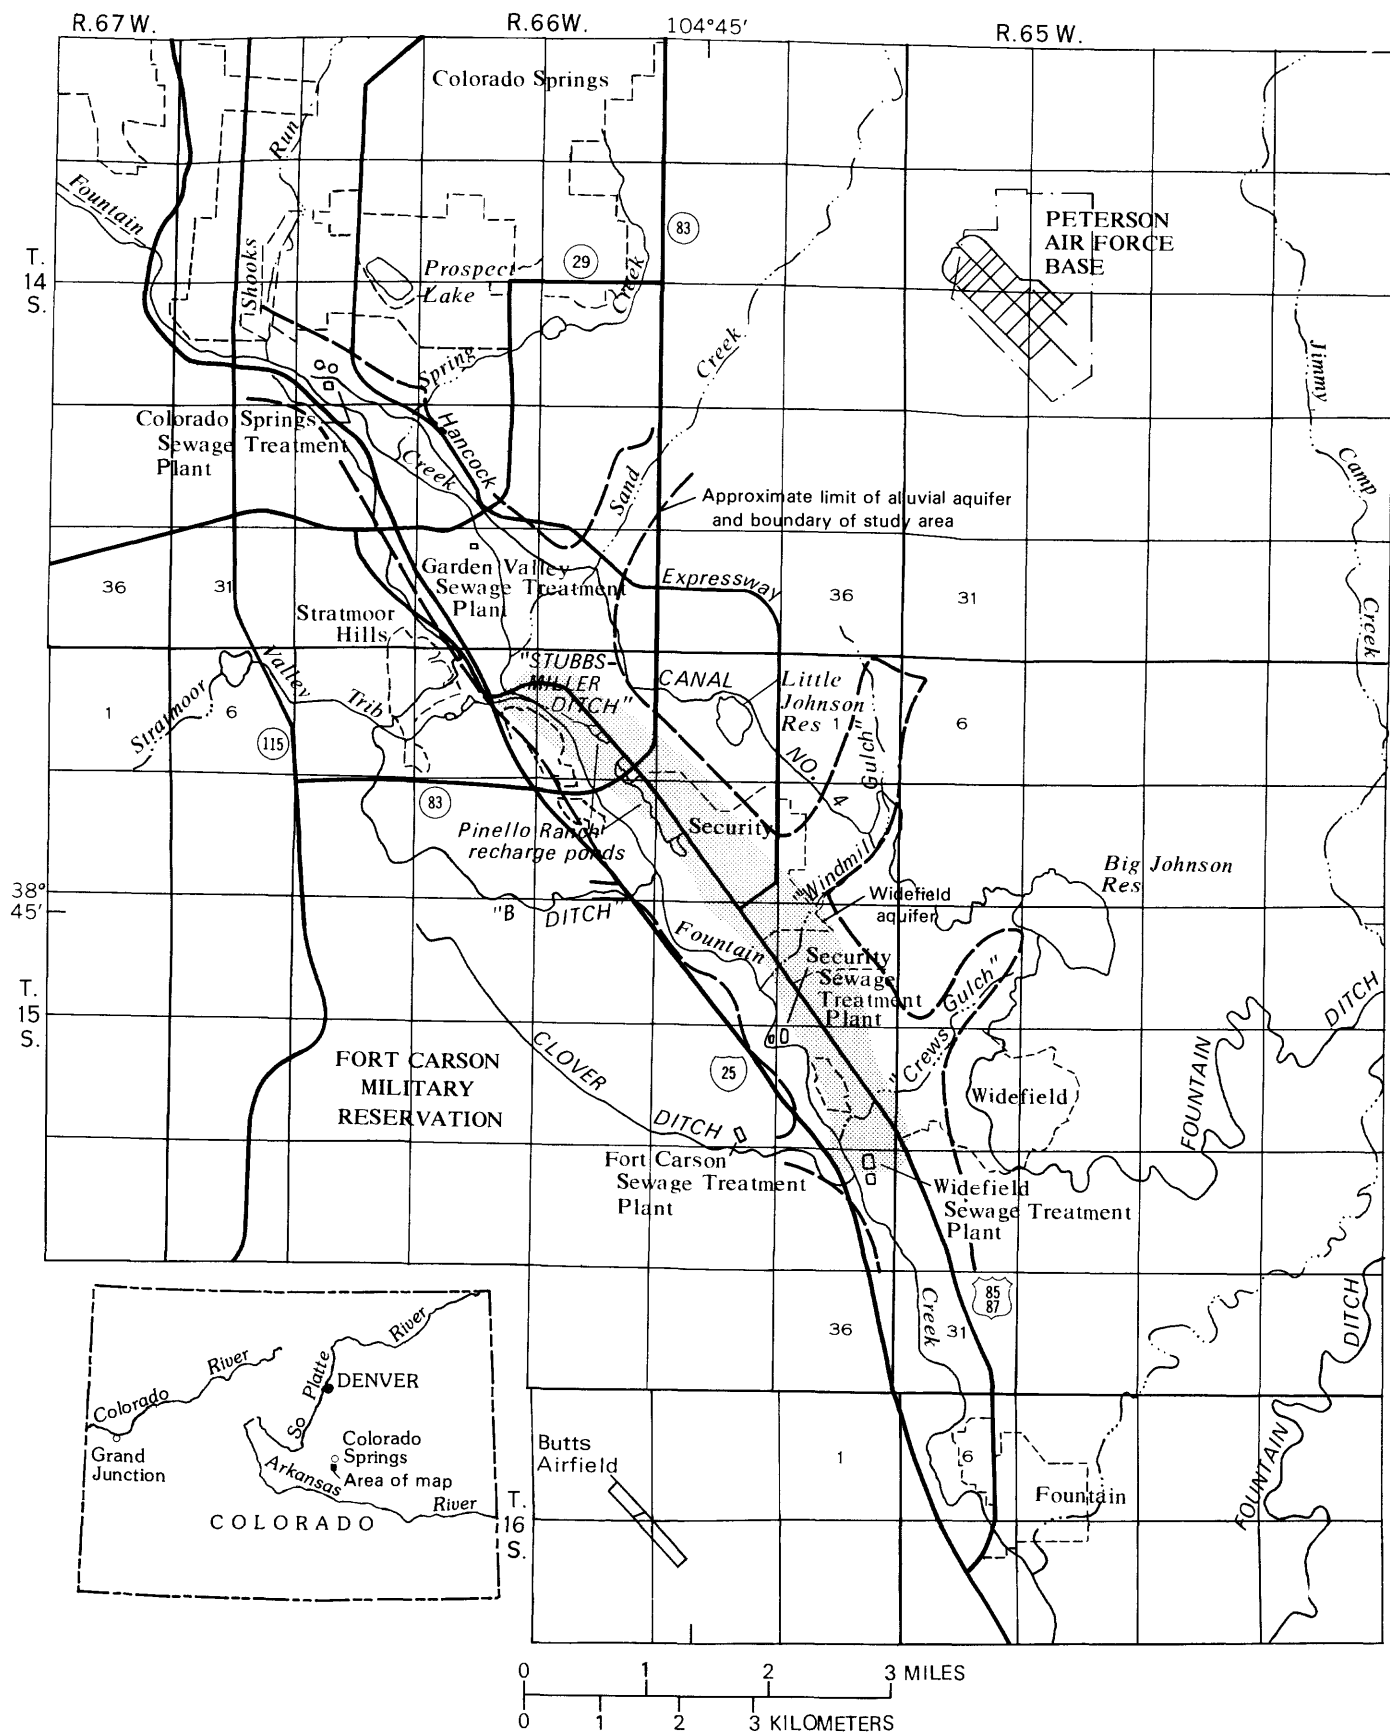 R.67W.
R.66W.
104°45′
R.65W.
Colorado Springs
Run
Fountain
Shooks
83
PETERSON
AIR FORCE
BASE
T.
14
S.
29
Prospect
Lake
Creek
Spring
Creek
Jimmy
Camp
Creek
Colorado Springs
Sewage Treatment
Plant
Hancock
Creek
Sand
Approximate limit of alluvial aquifer
and boundary of study area
Garden Valley
Sewage Treatment
Plant
Expressway
36
31
36
31
Stratmoor
Hills
"STUBBS-
MILLER
DITCH"
CANAL
NO.
4
Little
Johnson
Res
Stratmoor
Valley
Trib
1
6
1
6
115
83
Gulch"
"Windmill
Pinello Ranch
recharge ponds
Security
Big Johnson
Res
38°
45′
"B DITCH"
Widefield
aquifer
Fountain
Security
Sewage
Treatment
Plant
"Crews
Gulch"
T.
15
S.
FORT CARSON
MILITARY
RESERVATION
CLOVER
DITCH
25
Widefield
FOUNTAIN
DITCH
Fort Carson
Sewage Treatment
Plant
Widefield
Sewage Treatment
Plant
85
87
Creek
36
31
DITCH
FOUNTAIN
River
Platte
So
River
Colorado
DENVER
Grand
Junction
Colorado
Springs
Area of map
Arkansas
River
COLORADO
T.
16
S.
Butts
Airfield
1
6
Fountain
0 1 2 3 MILES
0 1 2 3 KILOMETERS